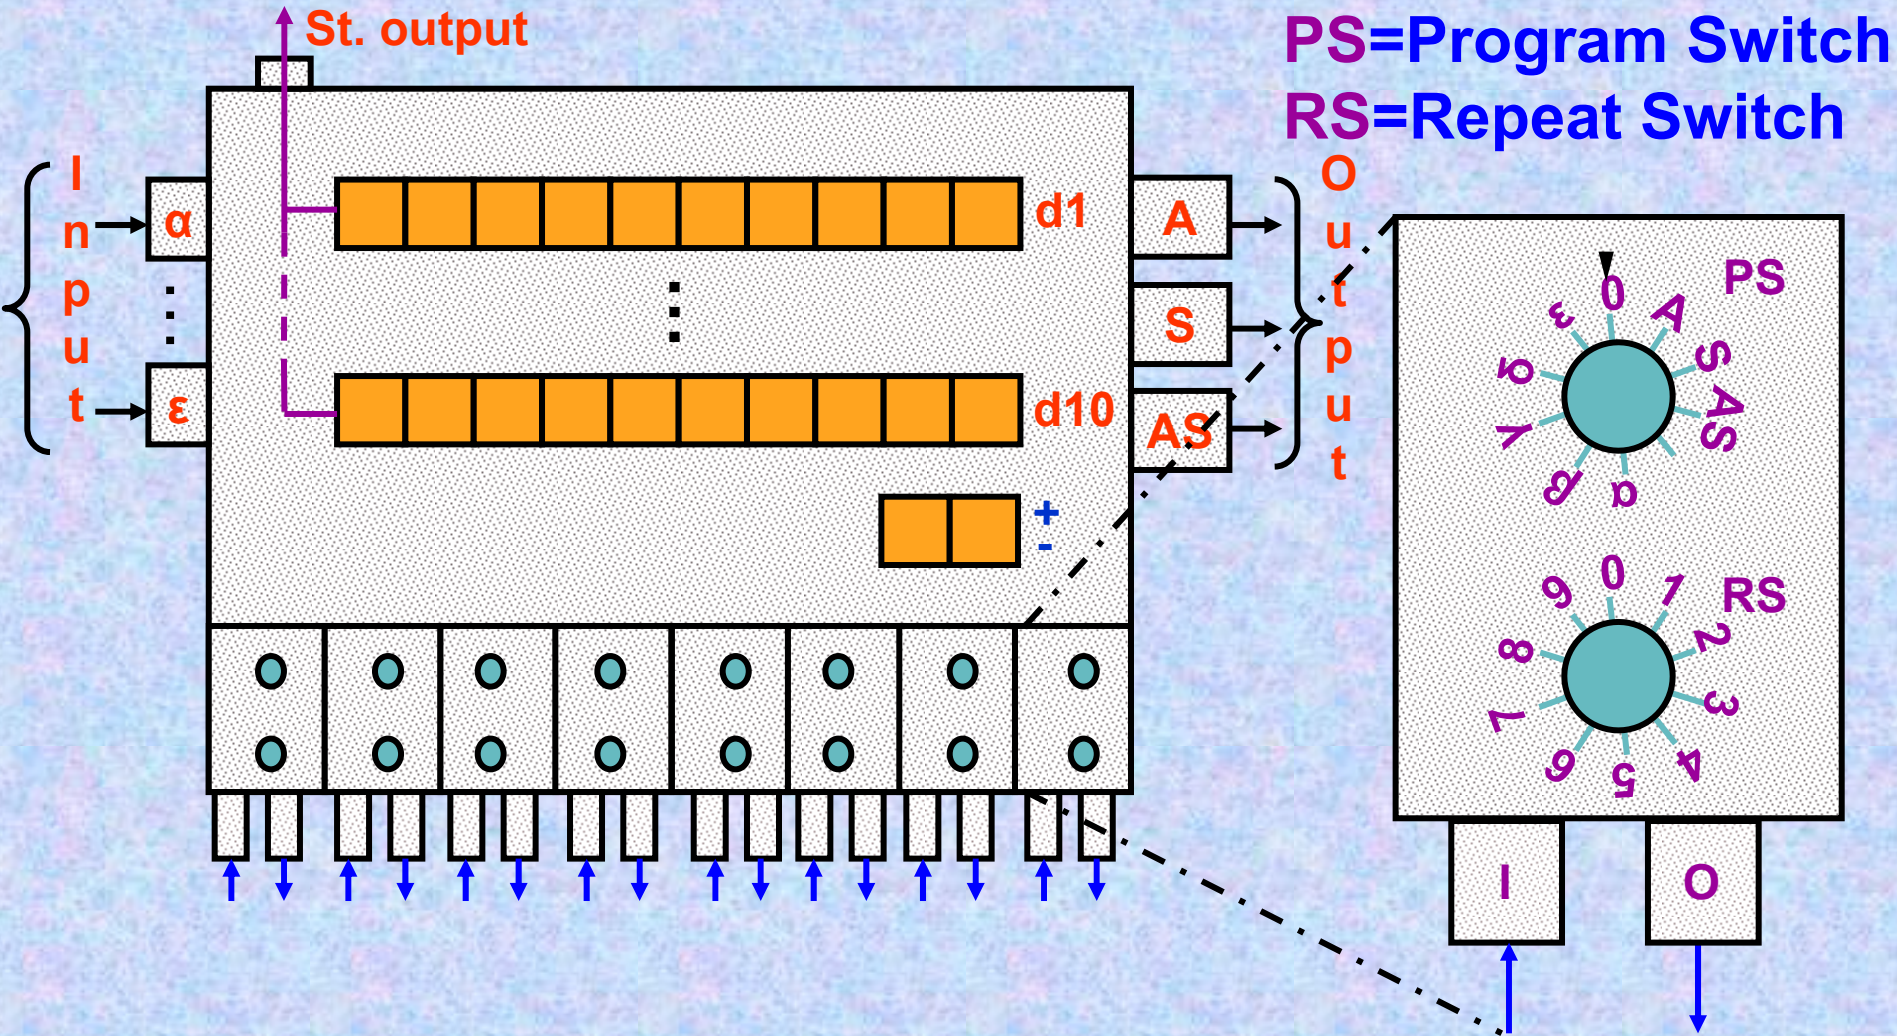 St. output
PS=Program Switch
RS=Repeat Switch
Input
α
ε
d1
d10
+
-
A
S
AS
Output
PS
0
A
S
AS
α
β
γ
δ
ε
RS
0
1
2
3
4
5
6
7
8
9
I
O